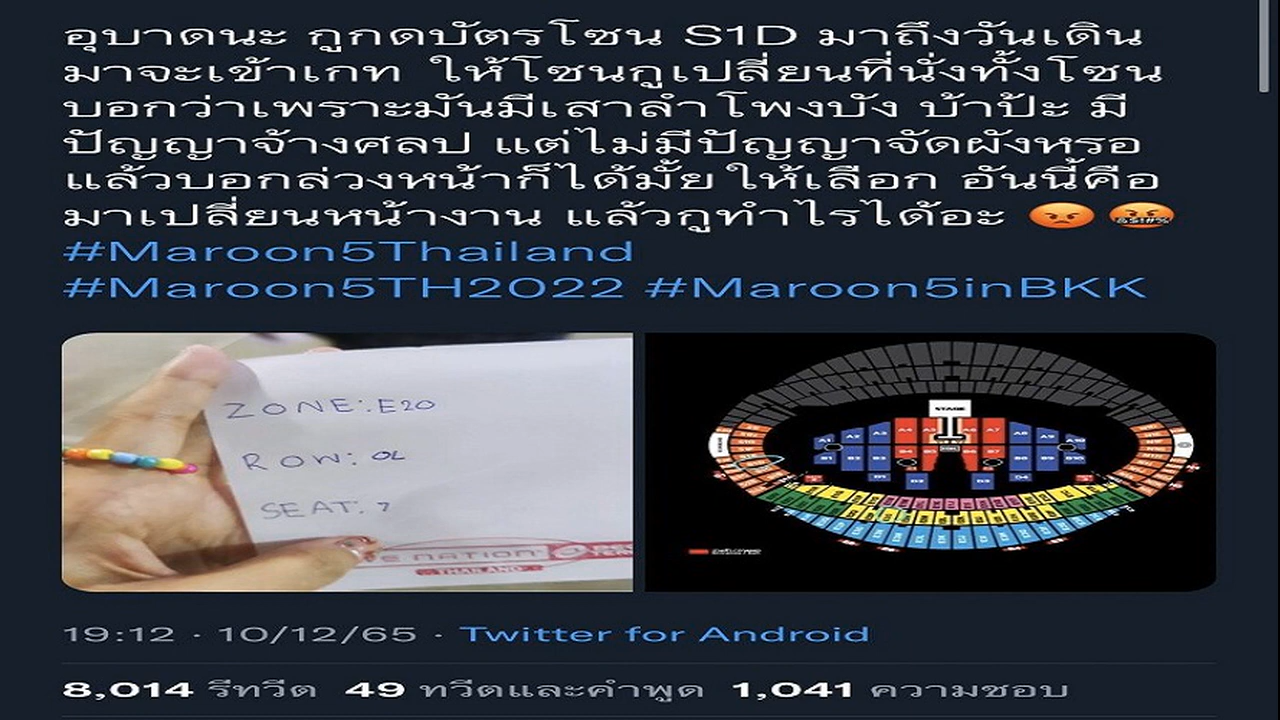 อุบาดนะ กูกดบัตรโซน S1D มาถึงวันเดิน
มาจะเข้าเกท ให้โซนกูเปลี่ยนที่นั่งทั้งโซน
บอกว่าเพราะมันมีเสาลำโพงบัง บ้าป้ะ มี
ปัญญาจ้างศลป แต่ไม่มีปัญญาจัดผังหรอ
แล้วบอกล่วงหน้าก็ได้มั้ย ให้เลือก อันนี้คือ
มาเปลี่ยนหน้างาน แล้วกูทำไรได้อะ 😡 🤬
#Maroon5Thailand
#Maroon5TH2022 #Maroon5inBKK
ZONE: E20
ROW: OL
SEAT: 7
NATION
THAILAND
STAGE
19:12 · 10/12/65 · Twitter for Android
8,014 รีทวีต 49 ทวีตและคำพูด 1,041 ความชอบ